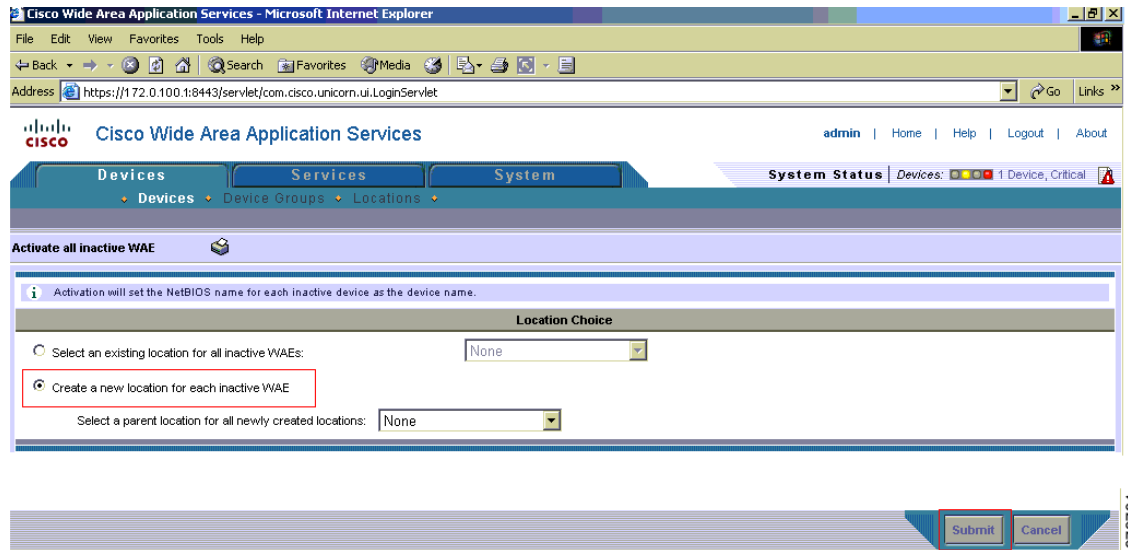 Cisco Wide Area Application Services - Microsoft Internet Explorer
File Edit View Favorites Tools Help
Back Search Favorites Media
Address https://172.0.100.1:8443/servlet/com.cisco.unicorn.ui.LoginServlet Go Links »
CISCO Cisco Wide Area Application Services admin | Home | Help | Logout | About
Devices Services System System Status Devices: 1 Device, Critical
Devices Device Groups Locations
Activate all inactive WAE
i Activation will set the NetBIOS name for each inactive device as the device name.
Location Choice
Select an existing location for all inactive WAEs: None
Create a new location for each inactive WAE
Select a parent location for all newly created locations: None
Submit Cancel